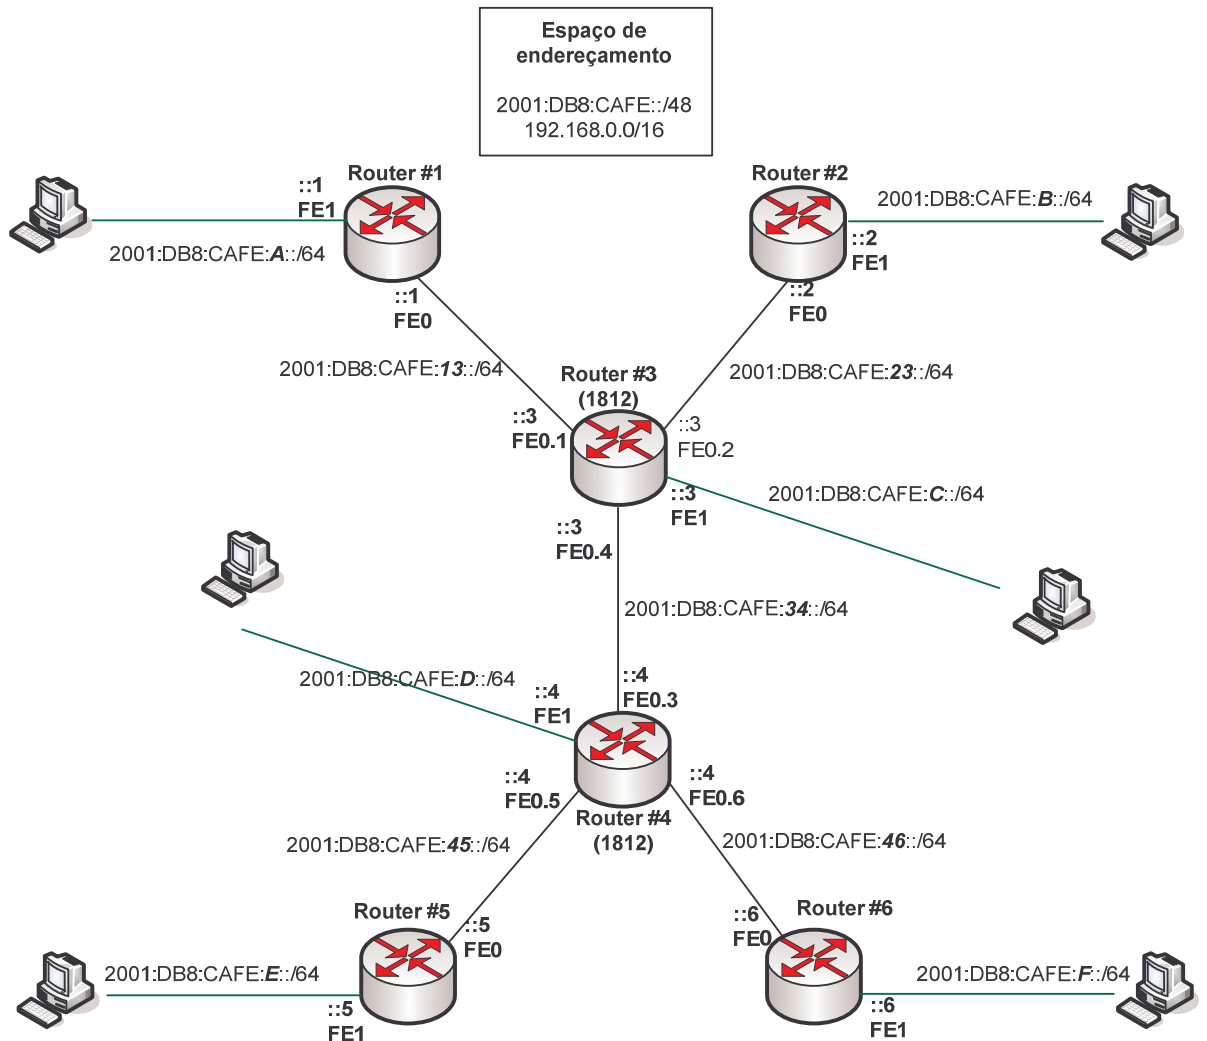 Espaço de
endereçamento
2001:DB8:CAFE::/48
192.168.0.0/16
Router #1
::1
FE1
2001:DB8:CAFE:A::/64
::1
FE0
Router #2
2001:DB8:CAFE:B::/64
::2
FE1
::2
FE0
2001:DB8:CAFE:13::/64
2001:DB8:CAFE:23::/64
Router #3
(1812)
::3
FE0.1
::3
FE0.2
::3
FE1
2001:DB8:CAFE:C::/64
::3
FE0.4
2001:DB8:CAFE:34::/64
2001:DB8:CAFE:D::/64
::4
FE1
::4
FE0.3
::4
FE0.5
::4
FE0.6
Router #4
(1812)
2001:DB8:CAFE:45::/64
2001:DB8:CAFE:46::/64
Router #5
::5
FE0
2001:DB8:CAFE:E::/64
::5
FE1
Router #6
::6
FE0
2001:DB8:CAFE:F::/64
::6
FE1